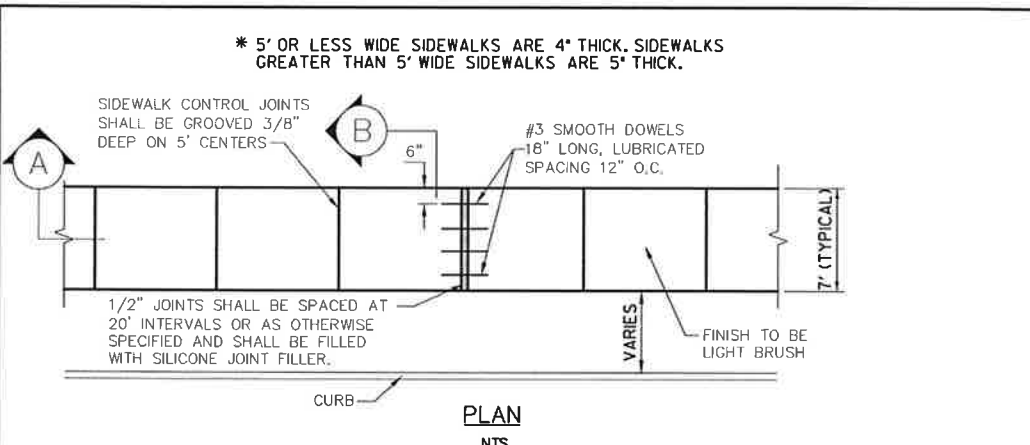 * 5' OR LESS WIDE SIDEWALKS ARE 4" THICK. SIDEWALKS
GREATER THAN 5' WIDE SIDEWALKS ARE 5" THICK.
SIDEWALK CONTROL JOINTS
SHALL BE GROOVED 3/8"
DEEP ON 5' CENTERS
A
B
6"
#3 SMOOTH DOWELS
18" LONG, LUBRICATED
SPACING 12" O.C.
7' (TYPICAL)
1/2" JOINTS SHALL BE SPACED AT
20' INTERVALS OR AS OTHERWISE
SPECIFIED AND SHALL BE FILLED
WITH SILICONE JOINT FILLER.
VARIES
FINISH TO BE
LIGHT BRUSH
CURB
PLAN
NTS